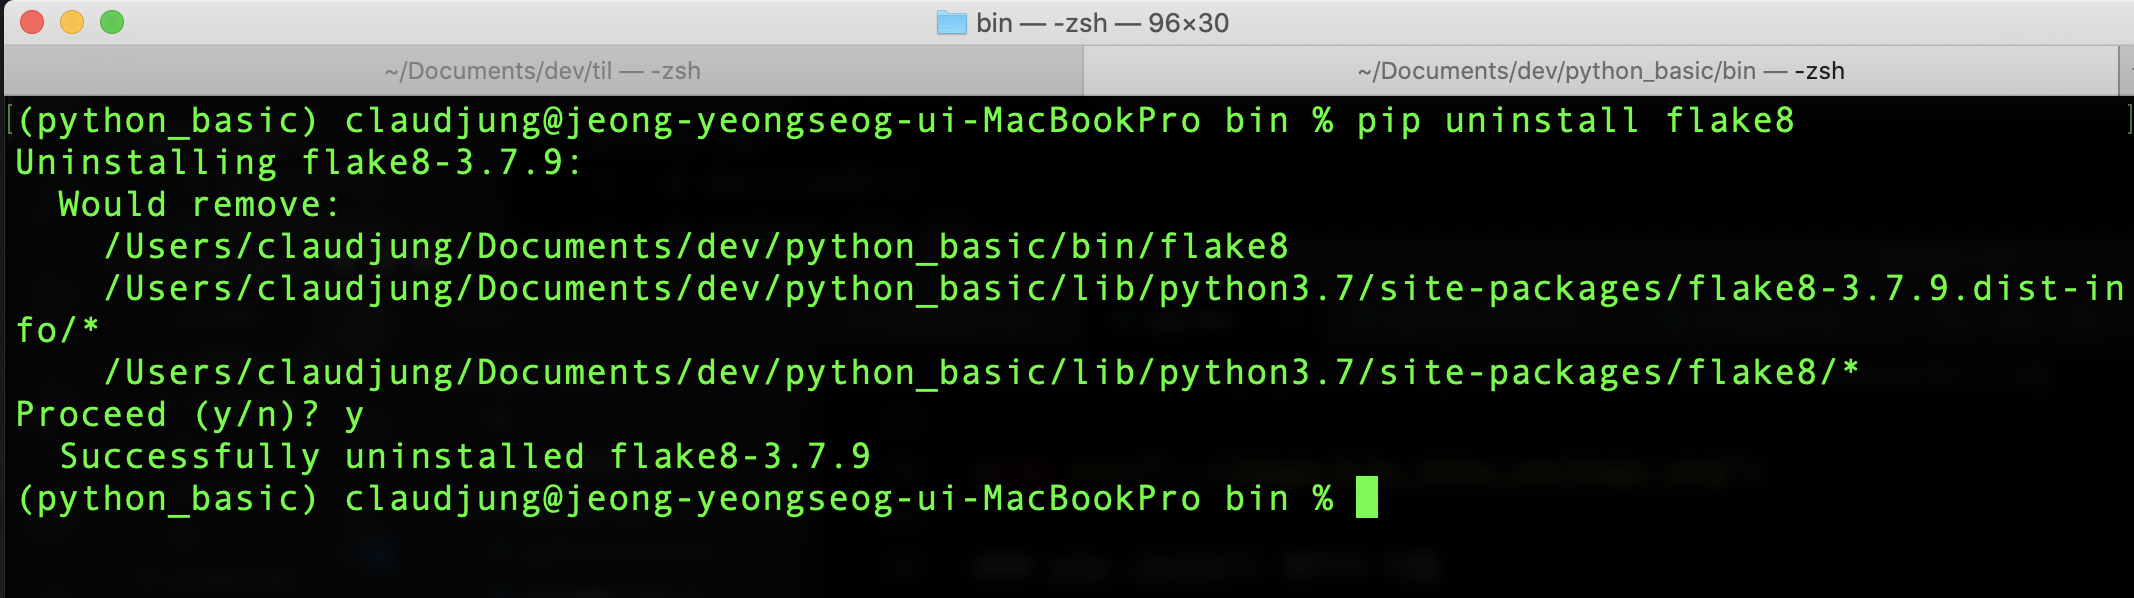 bin — -zsh — 96×30
~/Documents/dev/til — -zsh
~/Documents/dev/python_basic/bin — -zsh
(python_basic) claudjung@jeong-yeongseog-ui-MacBookPro bin % pip uninstall flake8
Uninstalling flake8-3.7.9:
  Would remove:
    /Users/claudjung/Documents/dev/python_basic/bin/flake8
    /Users/claudjung/Documents/dev/python_basic/lib/python3.7/site-packages/flake8-3.7.9.dist-in
fo/*
    /Users/claudjung/Documents/dev/python_basic/lib/python3.7/site-packages/flake8/*
Proceed (y/n)? y
  Successfully uninstalled flake8-3.7.9
(python_basic) claudjung@jeong-yeongseog-ui-MacBookPro bin %